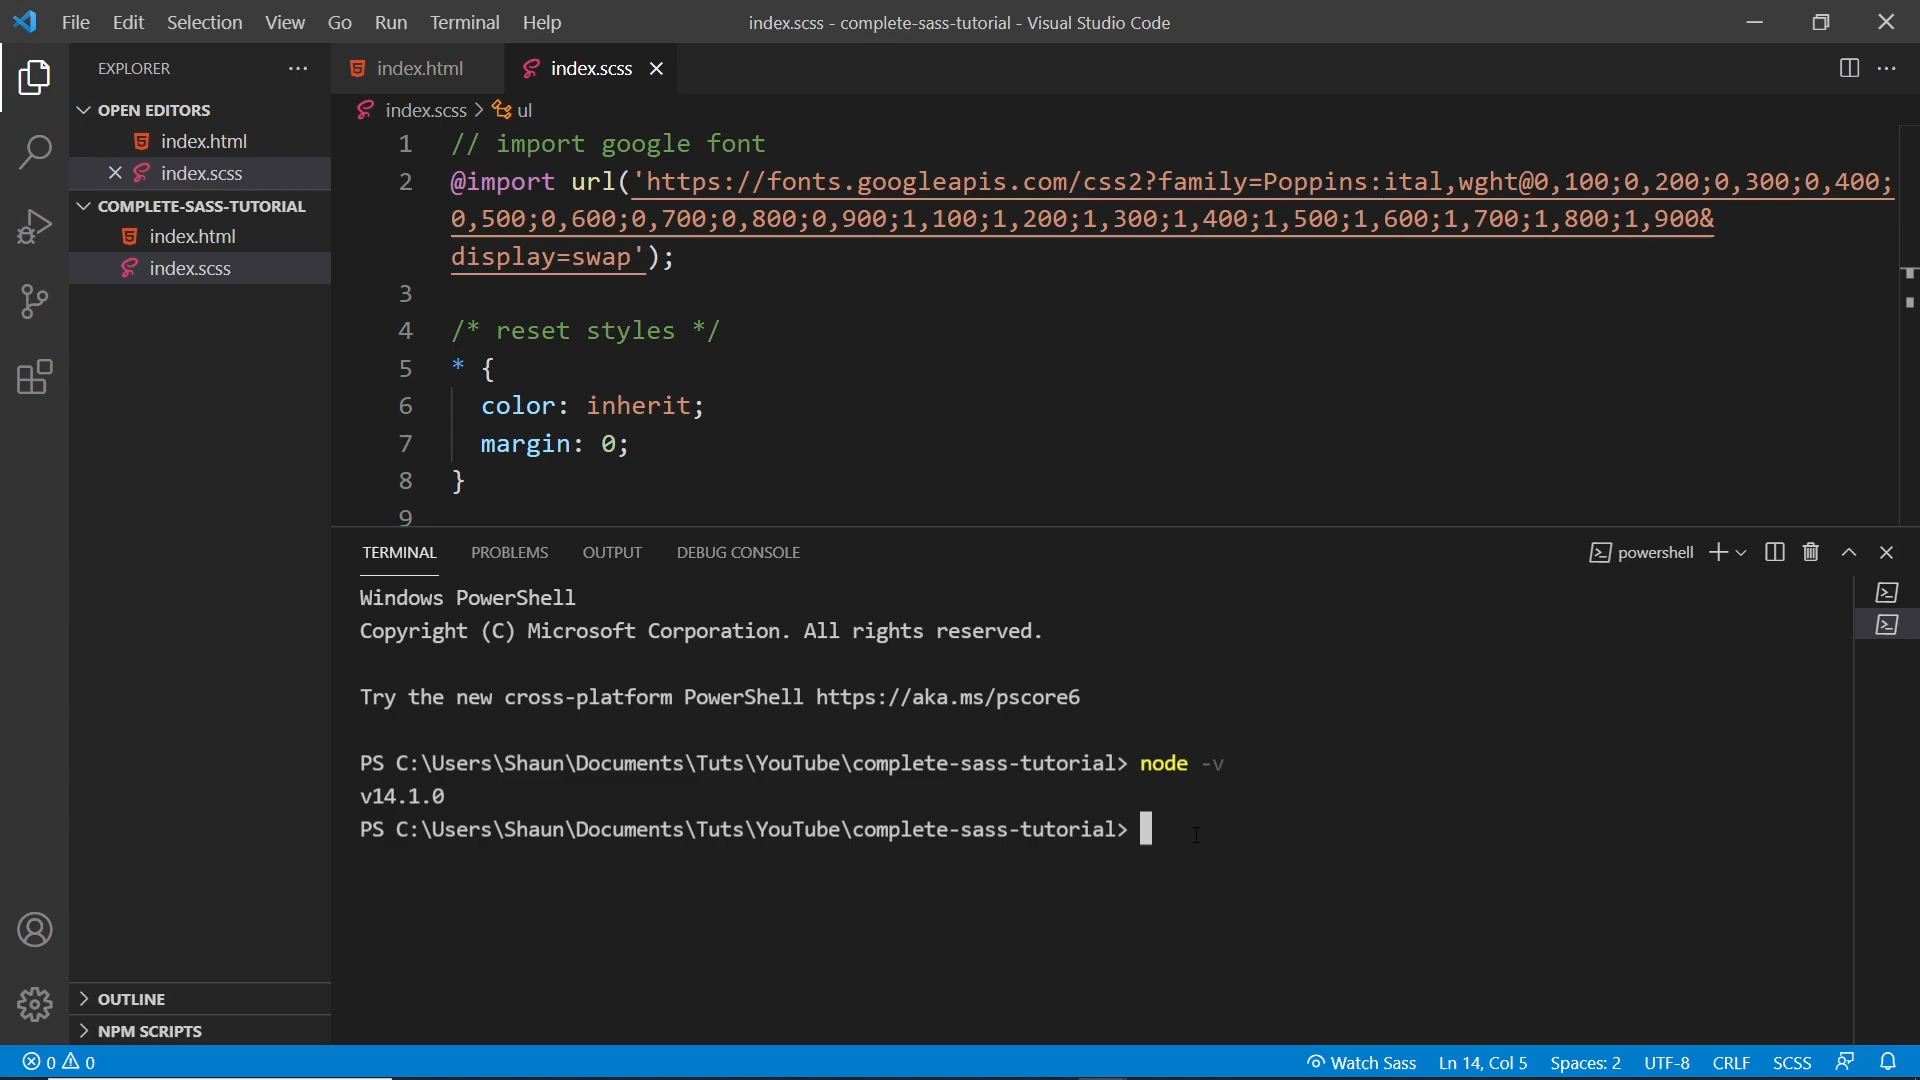 File Edit Selection View Go Run Terminal Help
index.scss - complete-sass-tutorial - Visual Studio Code
EXPLORER
OPEN EDITORS
index.html
index.scss
COMPLETE-SASS-TUTORIAL
index.html
index.scss
OUTLINE
NPM SCRIPTS
index.html
index.scss
index.scss > ul
1 // import google font
2 @import url('https://fonts.googleapis.com/css2?family=Poppins:ital,wght@0,100;0,200;0,300;0,400;
0,500;0,600;0,700;0,800;0,900;1,100;1,200;1,300;1,400;1,500;1,600;1,700;1,800;1,900&
display=swap');
3
4 /* reset styles */
5 * {
6 color: inherit;
7 margin: 0;
8 }
9
TERMINAL PROBLEMS OUTPUT DEBUG CONSOLE
powershell
Windows PowerShell
Copyright (C) Microsoft Corporation. All rights reserved.
Try the new cross-platform PowerShell https://aka.ms/pscore6
PS C:\Users\Shaun\Documents\Tuts\YouTube\complete-sass-tutorial> node -v
v14.1.0
PS C:\Users\Shaun\Documents\Tuts\YouTube\complete-sass-tutorial>
0 0
Watch Sass Ln 14, Col 5 Spaces: 2 UTF-8 CRLF SCSS